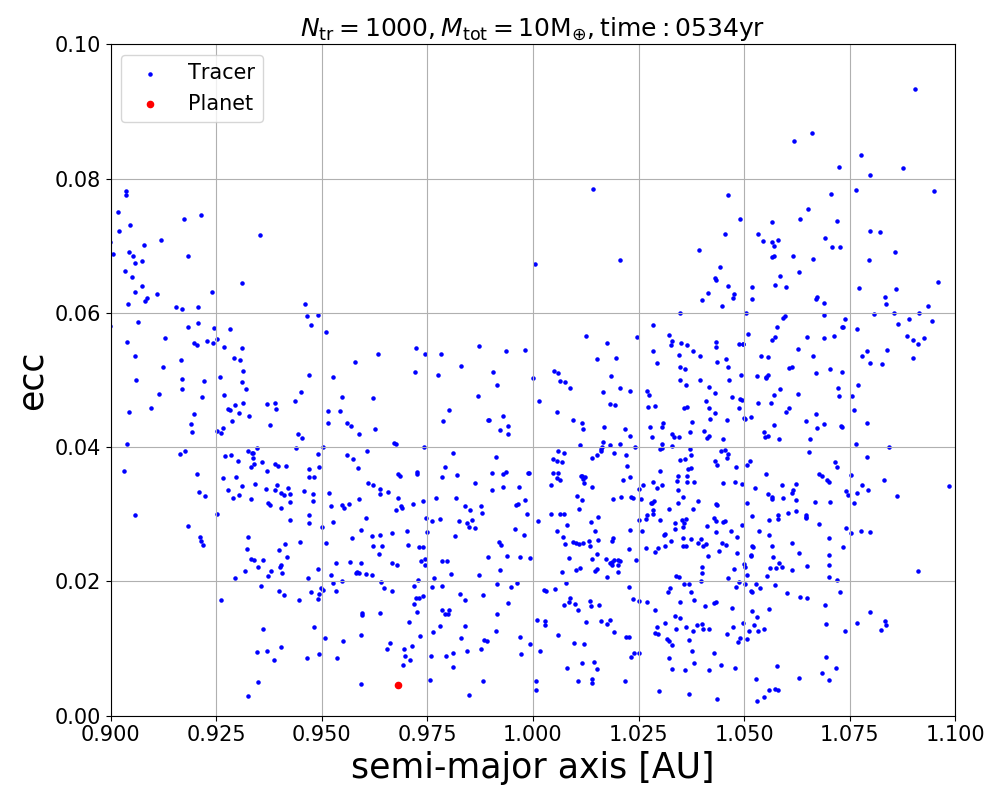 N_tr = 1000, M_tot = 10M_⊕, time : 0534yr
Tracer
Planet
0.10
0.08
0.06
0.04
0.02
0.00
ecc
0.900 0.925 0.950 0.975 1.000 1.025 1.050 1.075 1.100
semi-major axis [AU]